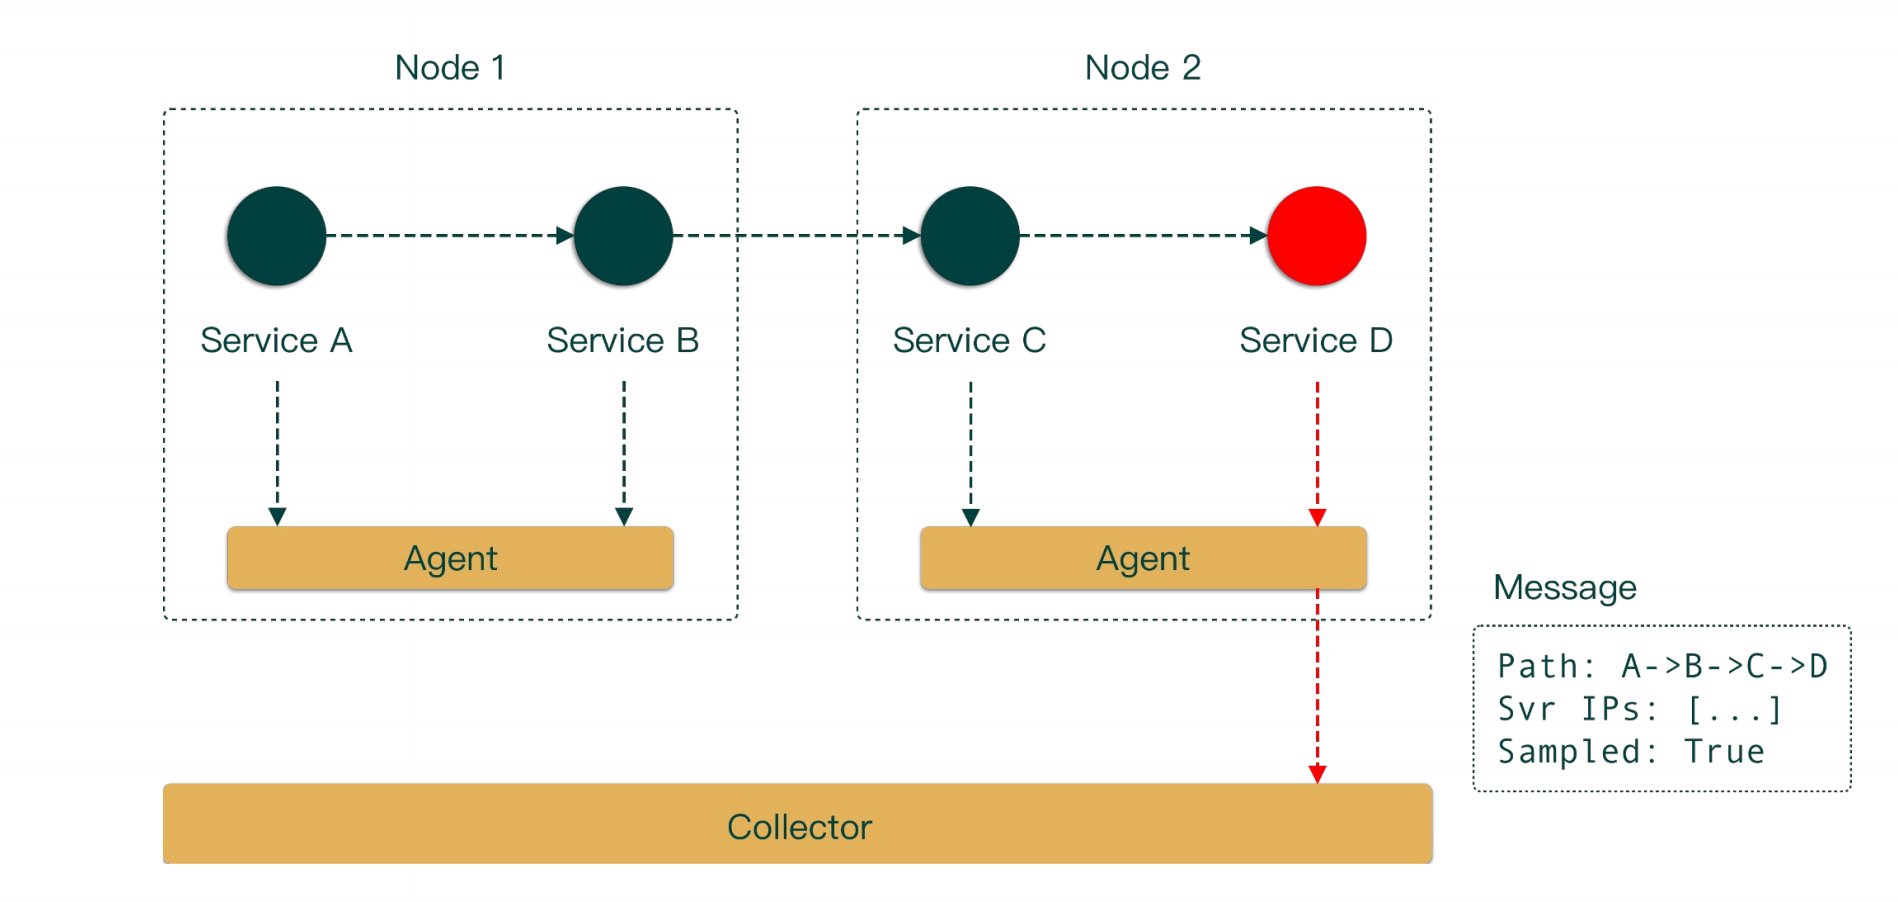 Node 1
Node 2
Service A
Service B
Service C
Service D
Agent
Agent
Message
Path: A->B->C->D
Svr IPs: [...]
Sampled: True
Collector